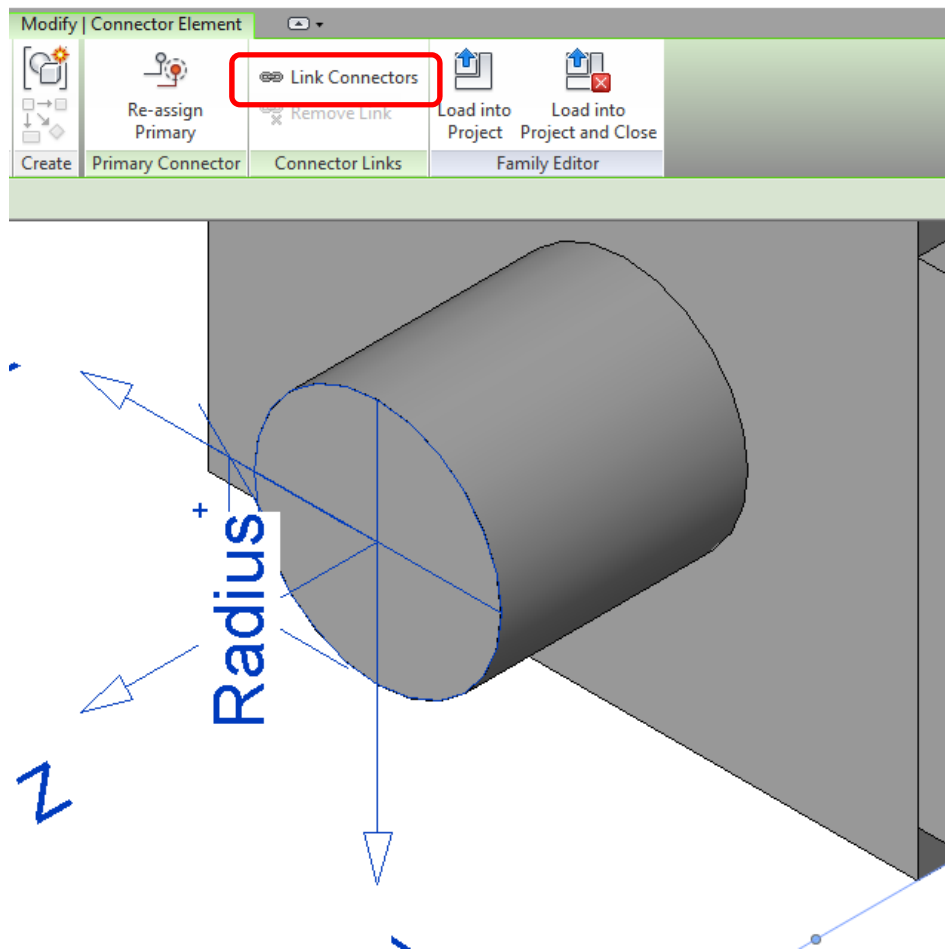 Modify | Connector Element
Re-assign
Primary
Link Connectors
Remove Link
Load into
Project
Load into
Project and Close
Create
Primary Connector
Connector Links
Family Editor
Radius
Z